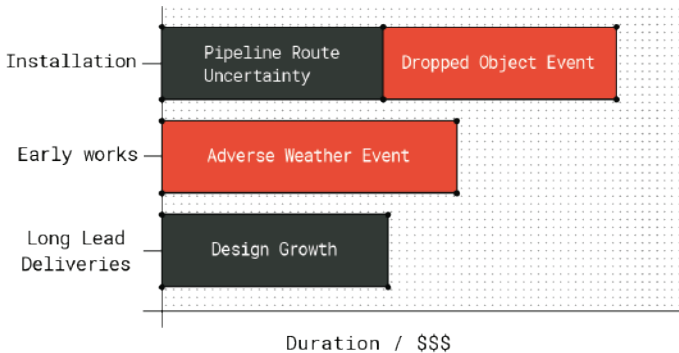 Installation
Pipeline Route
Uncertainty
Dropped Object Event
Early works
Adverse Weather Event
Long Lead
Deliveries
Design Growth
Duration / $$$